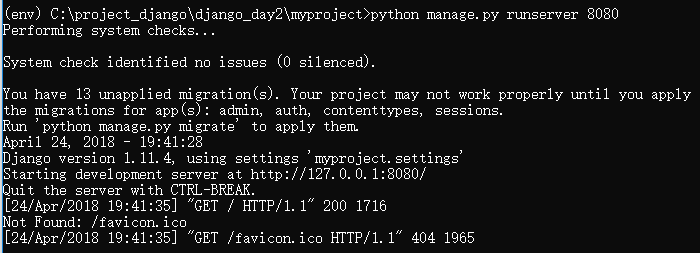 (env) C:\project_django\django_day2\myproject>python manage.py runserver 8080
Performing system checks...
System check identified no issues (0 silenced).
You have 13 unapplied migration(s). Your project may not work properly until you apply
the migrations for app(s): admin, auth, contenttypes, sessions.
Run 'python manage.py migrate' to apply them.
April 24, 2018 - 19:41:28
Django version 1.11.4, using settings 'myproject.settings'
Starting development server at http://127.0.0.1:8080/
Quit the server with CTRL-BREAK.
[24/Apr/2018 19:41:35] "GET / HTTP/1.1" 200 1716
Not Found: /favicon.ico
[24/Apr/2018 19:41:35] "GET /favicon.ico HTTP/1.1" 404 1965